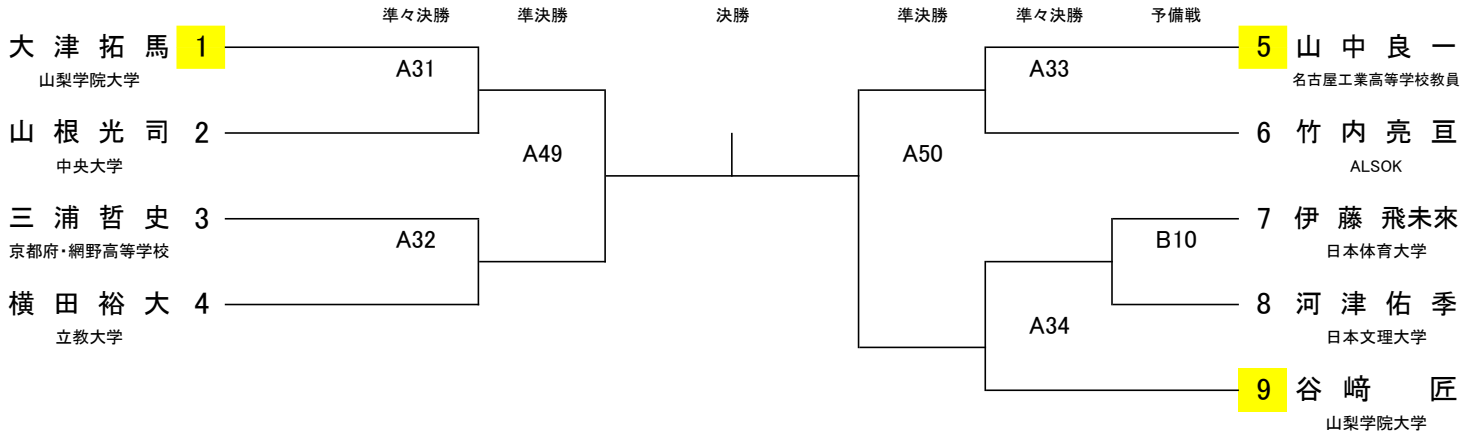 準々決勝 準決勝 決勝 準決勝 準々決勝 予備戦
大津拓馬 1
山梨学院大学
A31
山根光司 2
中央大学
A49
三浦哲史 3
京都府・網野高等学校
A32
横田裕大 4
立教大学
5 山中良一
名古屋工業高等学校教員
A33
6 竹内亮亘
ALSOK
A50
7 伊藤飛未來
日本体育大学
B10
8 河津佑季
日本文理大学
A34
9 谷﨑匠
山梨学院大学